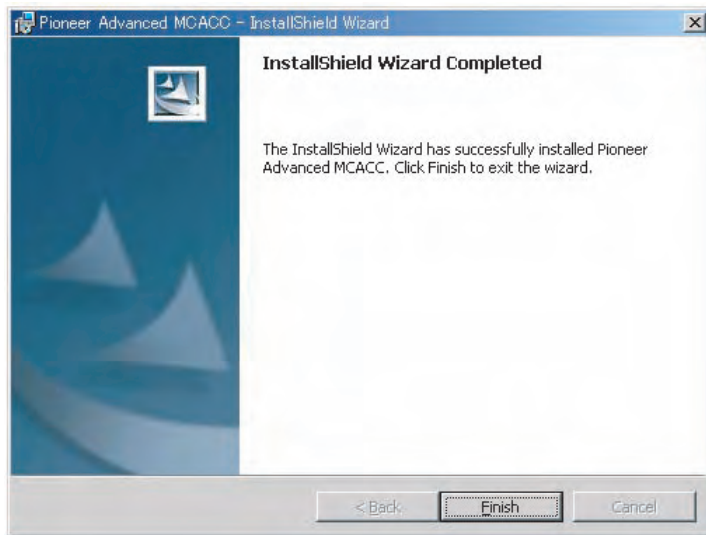 Pioneer Advanced MCACC - InstallShield Wizard
InstallShield Wizard Completed
The InstallShield Wizard has successfully installed Pioneer
Advanced MCACC. Click Finish to exit the wizard.
< Back
Finish
Cancel